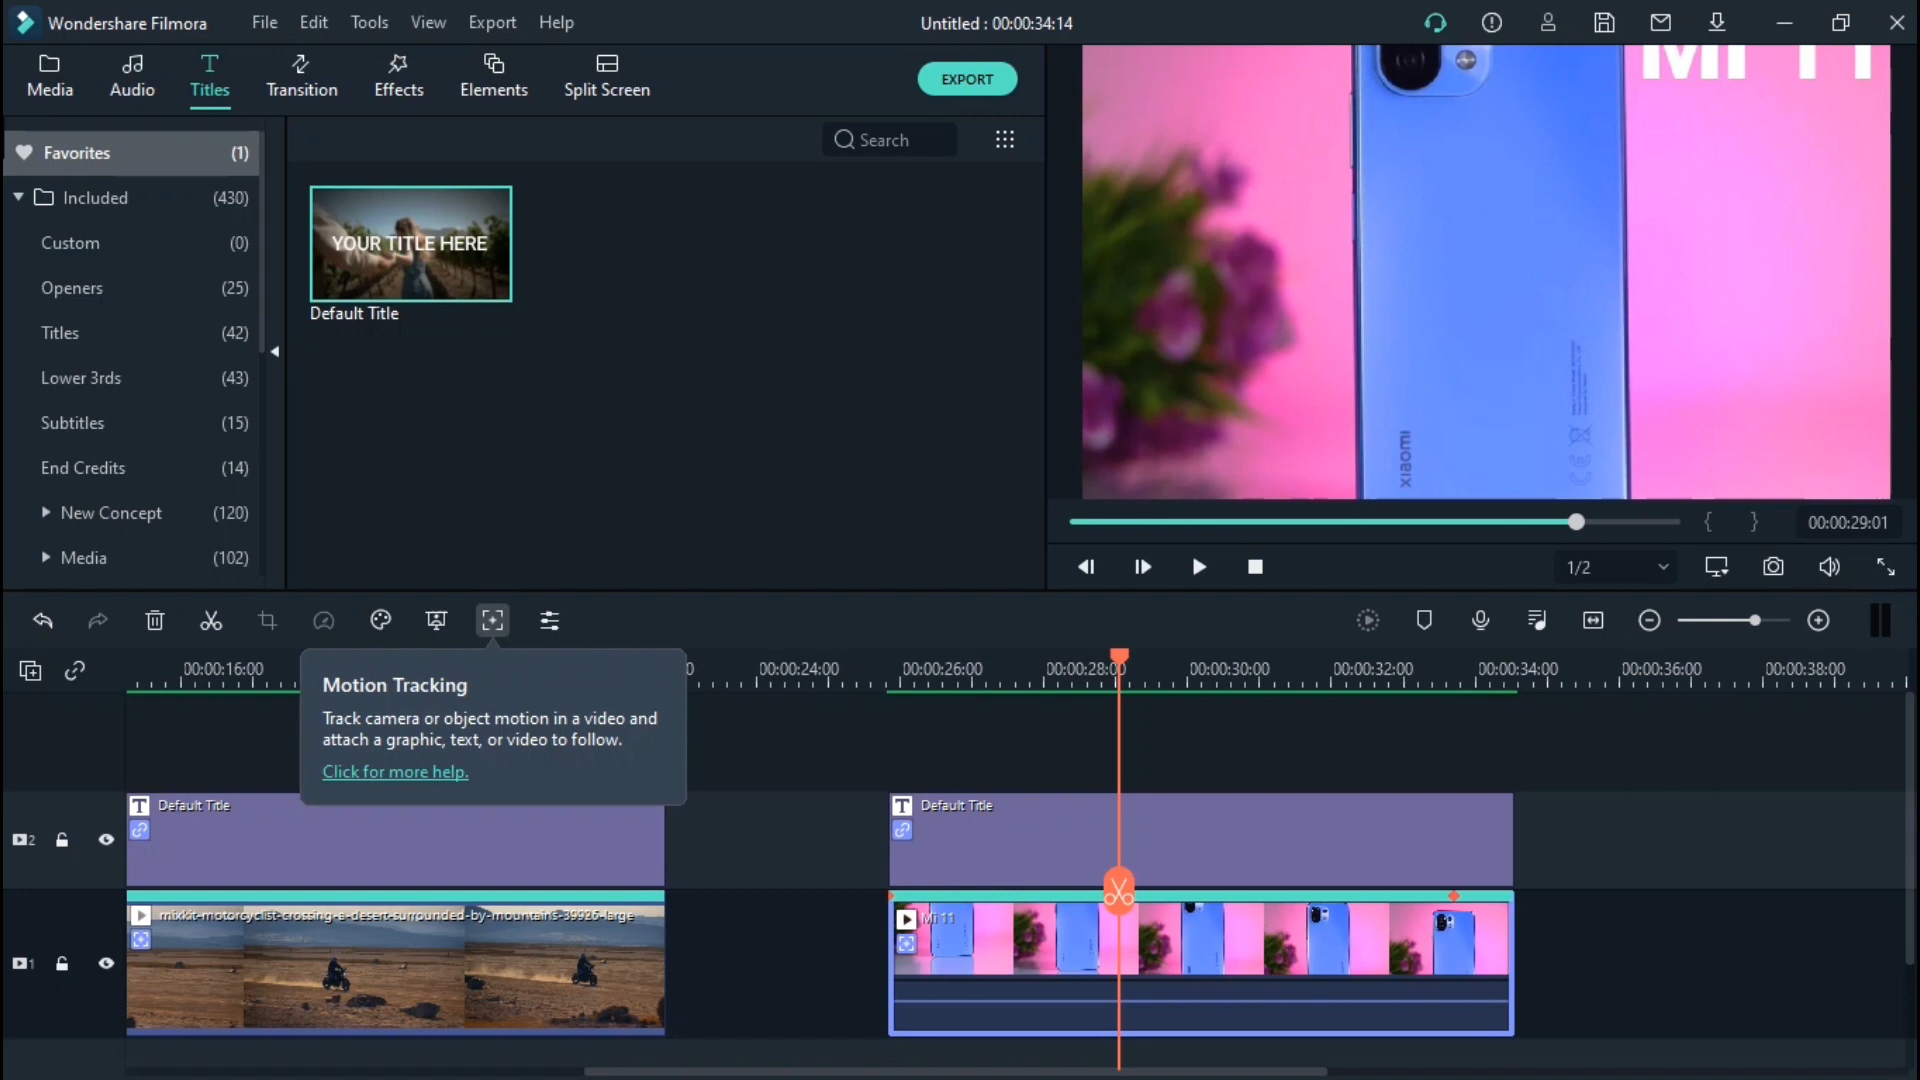 Wondershare Filmora
File Edit Tools View Export Help
Untitled : 00:00:34:14
Media Audio Titles Transition Effects Elements Split Screen
EXPORT
Favorites (1)
Included (430)
Custom (0)
Openers (25)
Titles (42)
Lower 3rds (43)
Subtitles (15)
End Credits (14)
New Concept (120)
Media (102)
Search
YOUR TITLE HERE
Default Title
MI 11
xiaomi
{ } 00:00:29:01
1/2
00:00:16:00 00:00:24:00 00:00:26:00 00:00:28:00 00:00:30:00 00:00:32:00 00:00:34:00 00:00:36:00 00:00:38:00
Motion Tracking
Track camera or object motion in a video and
attach a graphic, text, or video to follow.
Click for more help.
2
T Default Title
T Default Title
1
mixkit-motorcyclist-crossing-a-desert-surrounded-by-mountains-39926-large
Mi 11